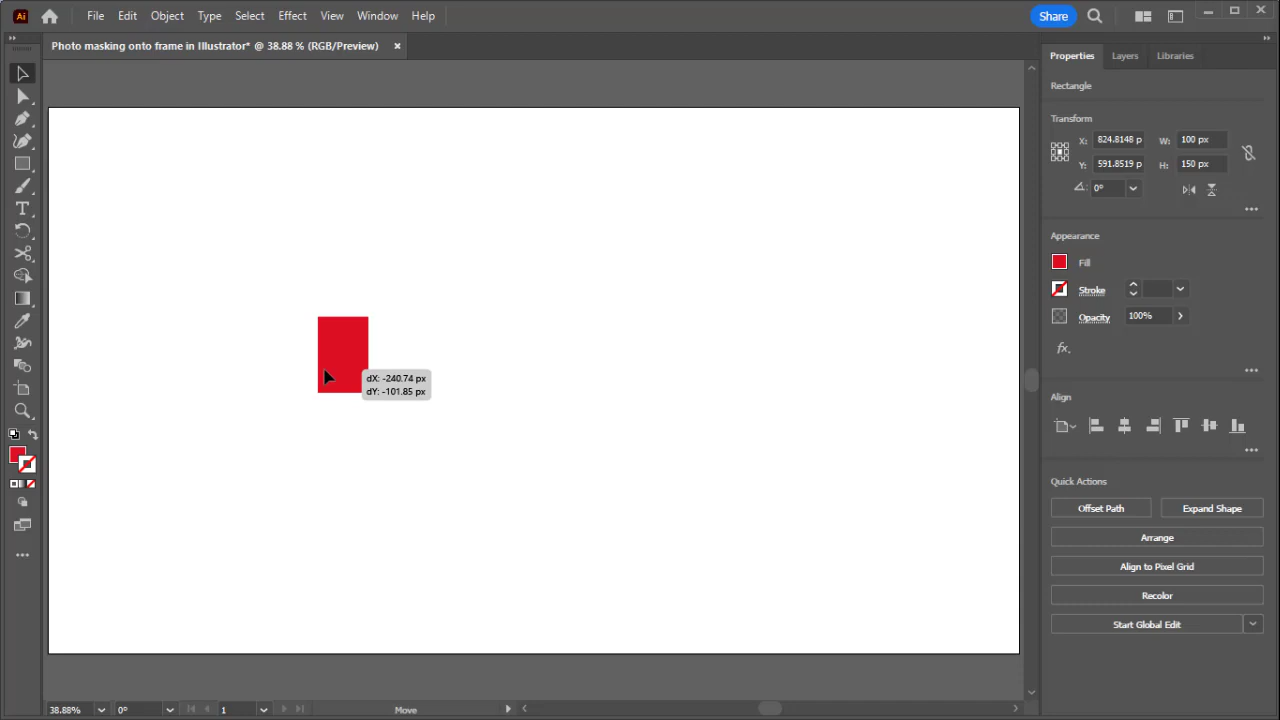 Ai File Edit Object Type Select Effect View Window Help Share
Photo masking onto frame in Illustrator* @ 38.88 % (RGB/Preview) ×
Properties Layers Libraries
Rectangle
Transform
X: 824.8148 p W: 100 px
Y: 591.8519 p H: 150 px
0°
Appearance
Fill
Stroke
Opacity 100%
fx.
dX: -240.74 px
dY: -101.85 px
Align
Quick Actions
Offset Path Expand Shape
Arrange
Align to Pixel Grid
Recolor
Start Global Edit
38.88% 0° 1 Move